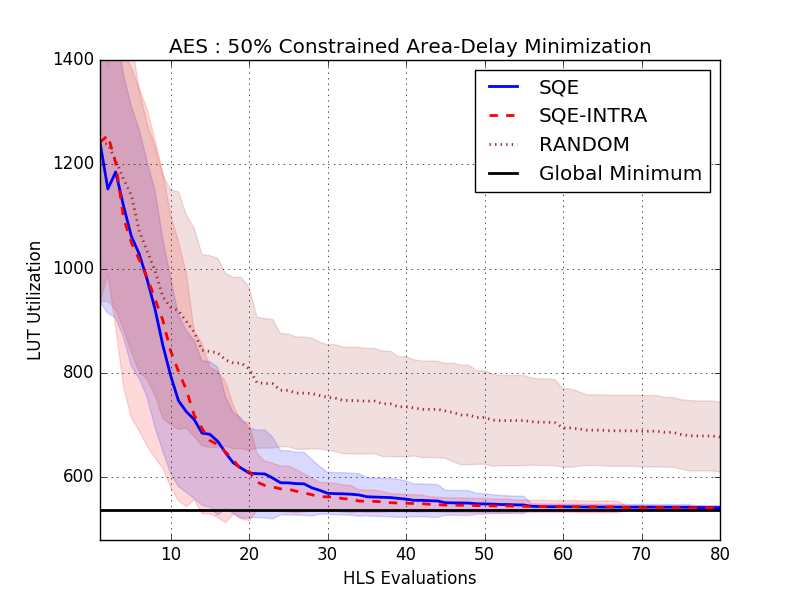 AES : 50% Constrained Area-Delay Minimization
1400
1200
1000
800
600
LUT Utilization
SQE
SQE-INTRA
RANDOM
Global Minimum
10 20 30 40 50 60 70 80
HLS Evaluations